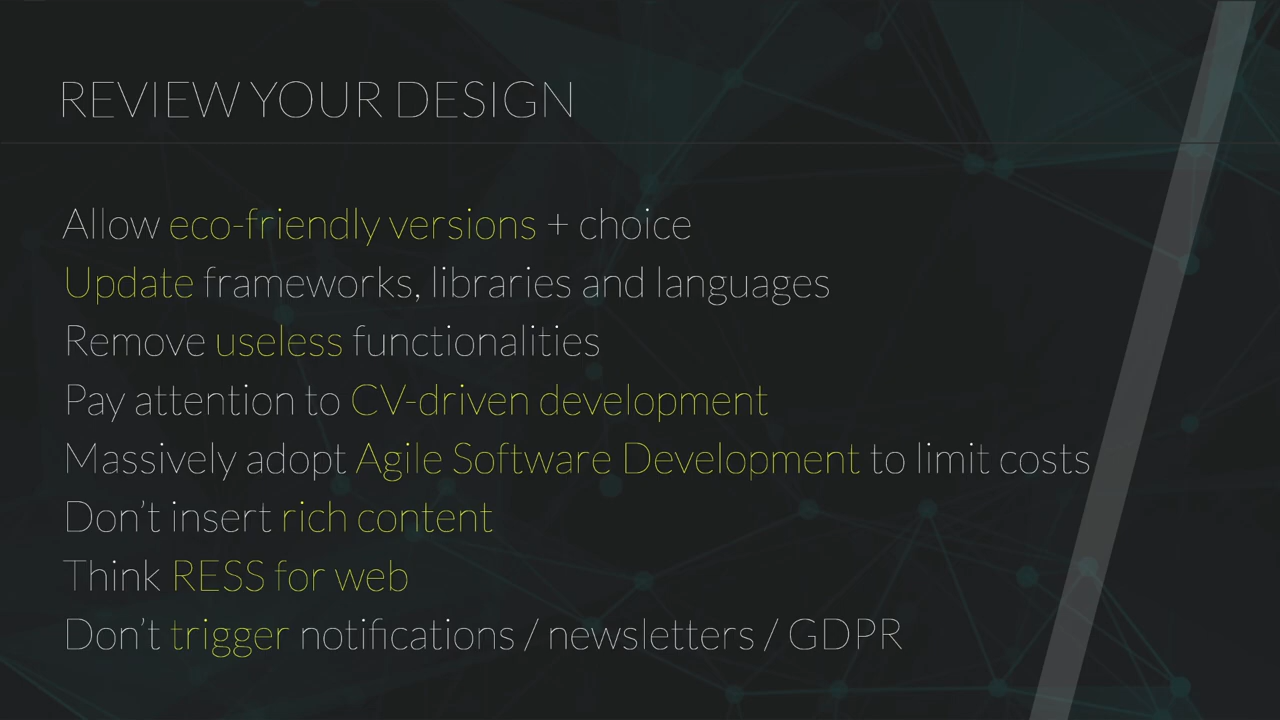 REVIEW YOUR DESIGN
Allow eco-friendly versions + choice
Update frameworks, libraries and languages
Remove useless functionalities
Pay attention to CV-driven development
Massively adopt Agile Software Development to limit costs
Don’t insert rich content
Think RESS for web
Don’t trigger notifications / newsletters / GDPR